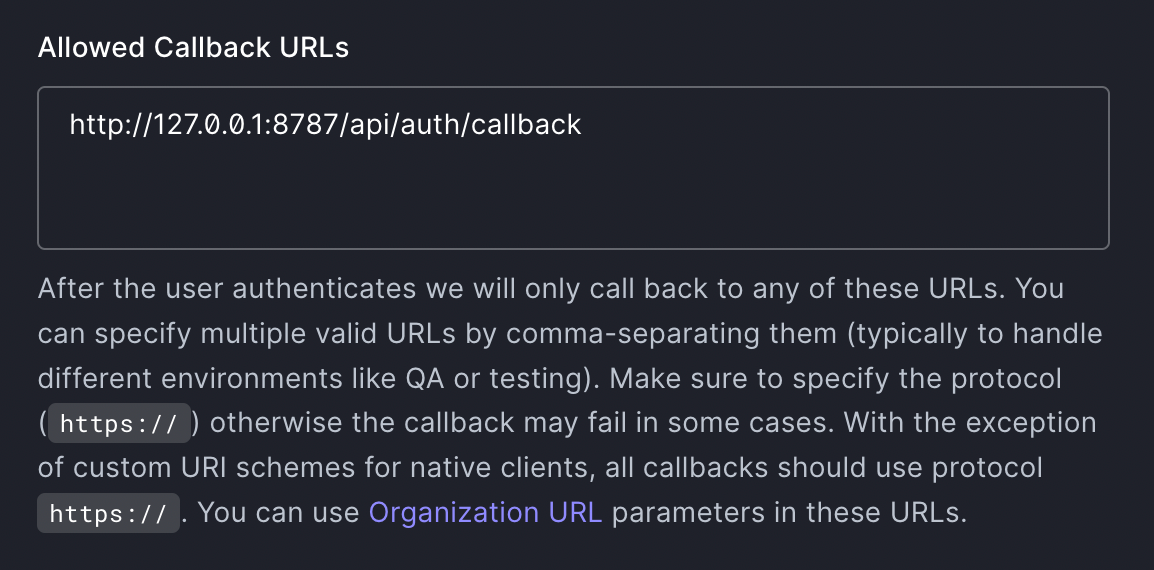 Allowed Callback URLs
http://127.0.0.1:8787/api/auth/callback
After the user authenticates we will only call back to any of these URLs. You
can specify multiple valid URLs by comma-separating them (typically to handle
different environments like QA or testing). Make sure to specify the protocol
(https://) otherwise the callback may fail in some cases. With the exception
of custom URI schemes for native clients, all callbacks should use protocol
https://. You can use Organization URL parameters in these URLs.